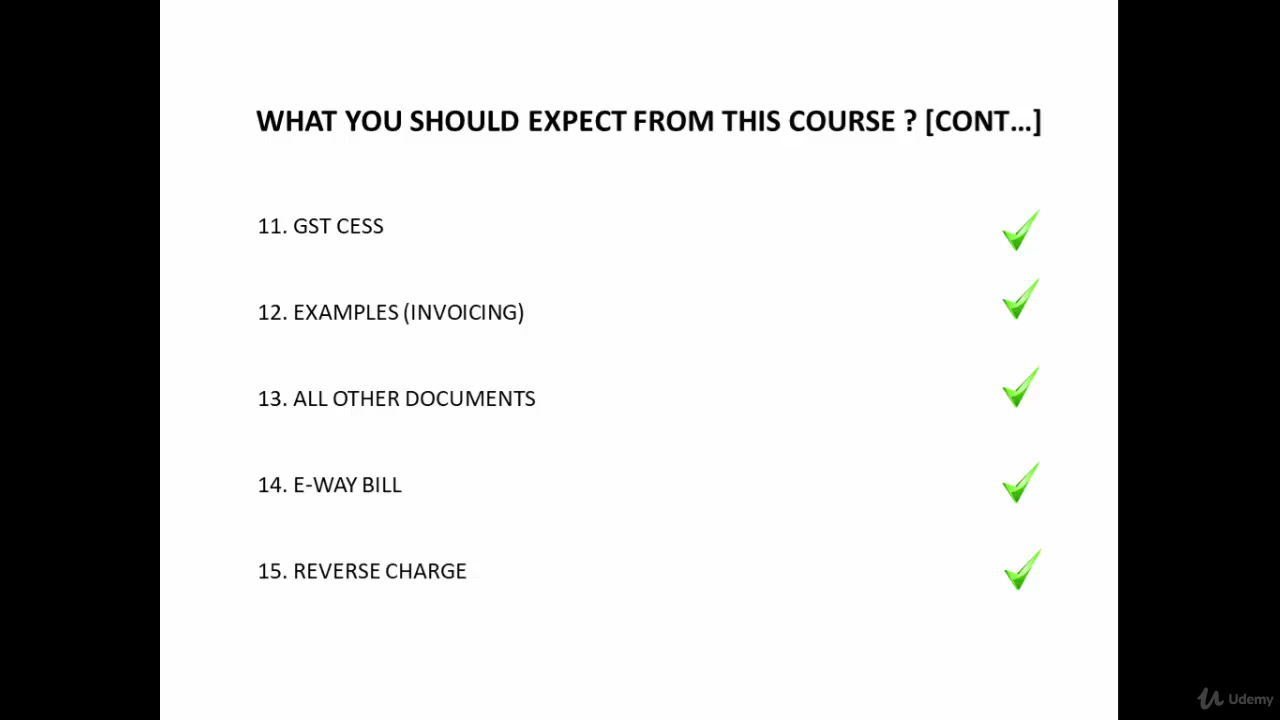 WHAT YOU SHOULD EXPECT FROM THIS COURSE ? [CONT...]
11. GST CESS
12. EXAMPLES (INVOICING)
13. ALL OTHER DOCUMENTS
14. E-WAY BILL
15. REVERSE CHARGE
Udemy